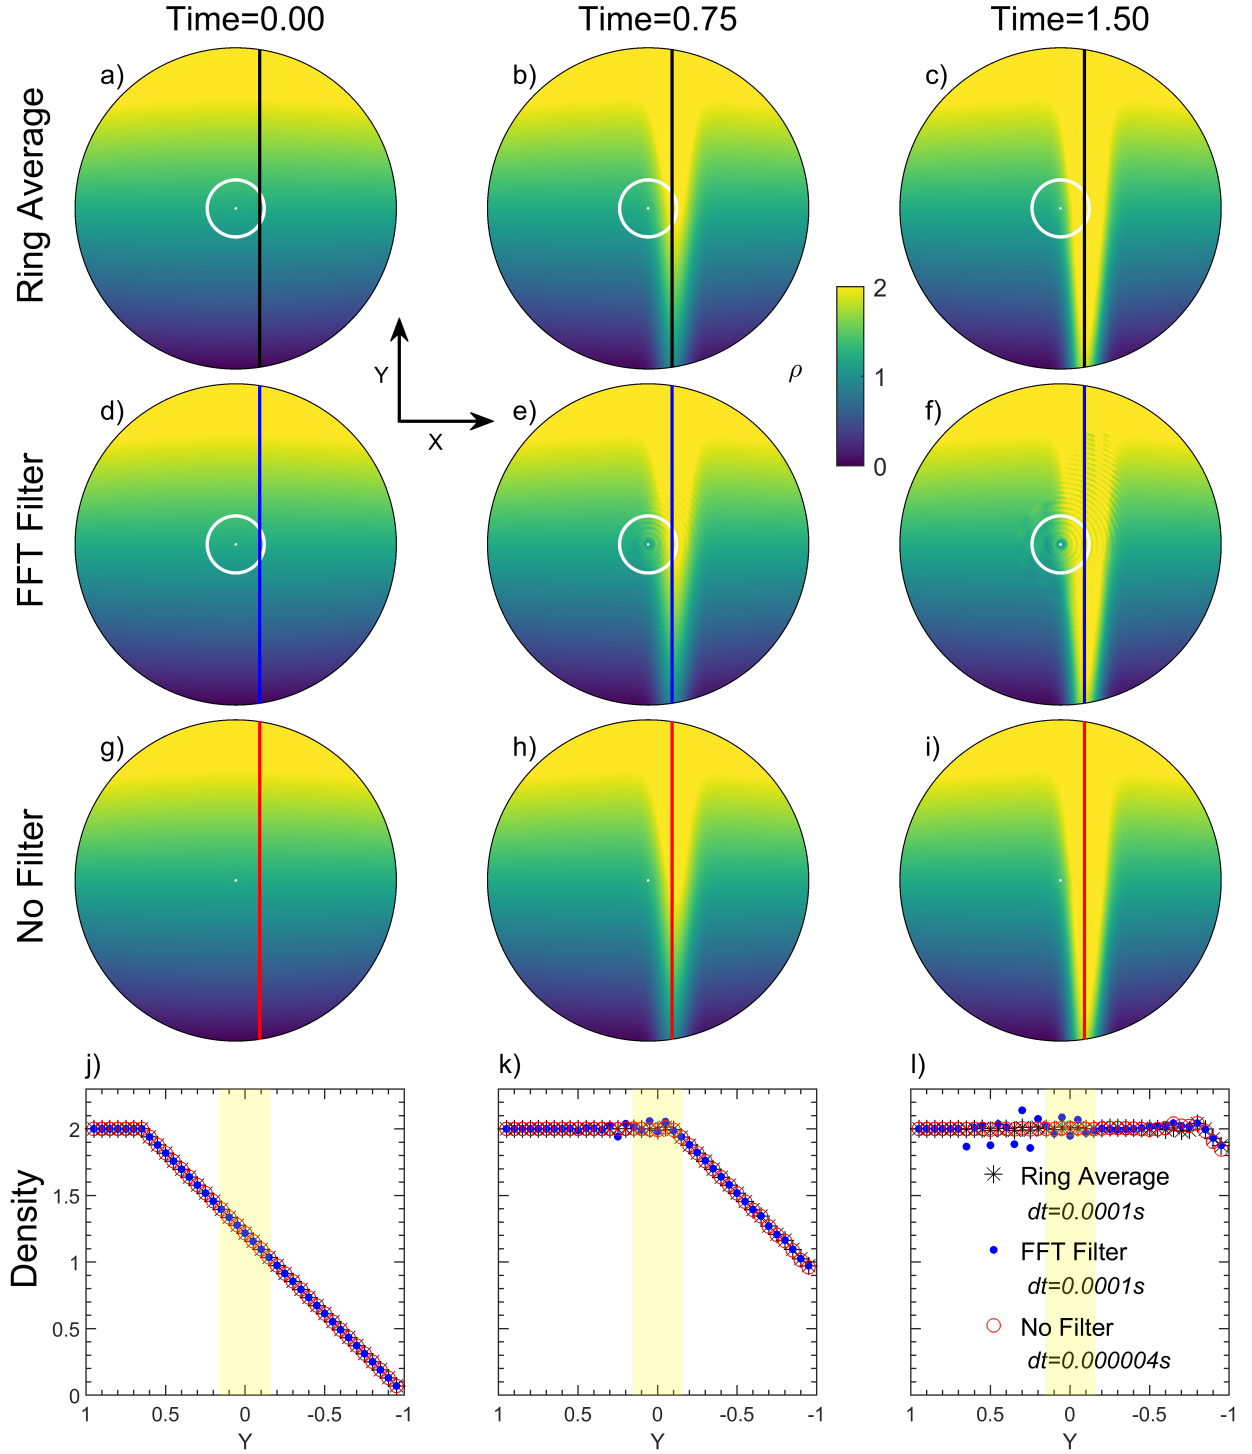 Time=0.00 Time=0.75 Time=1.50
Ring Average
a) b) c)
2
1
0
ρ
Y
X
FFT Filter
d) e) f)
No Filter
g) h) i)
j) k) l)
Density
2
1.5
1
0.5
0
1 0.5 0 -0.5 -1
Y
1 0.5 0 -0.5 -1
Y
Ring Average
dt=0.0001s
FFT Filter
dt=0.0001s
No Filter
dt=0.000004s
1 0.5 0 -0.5 -1
Y